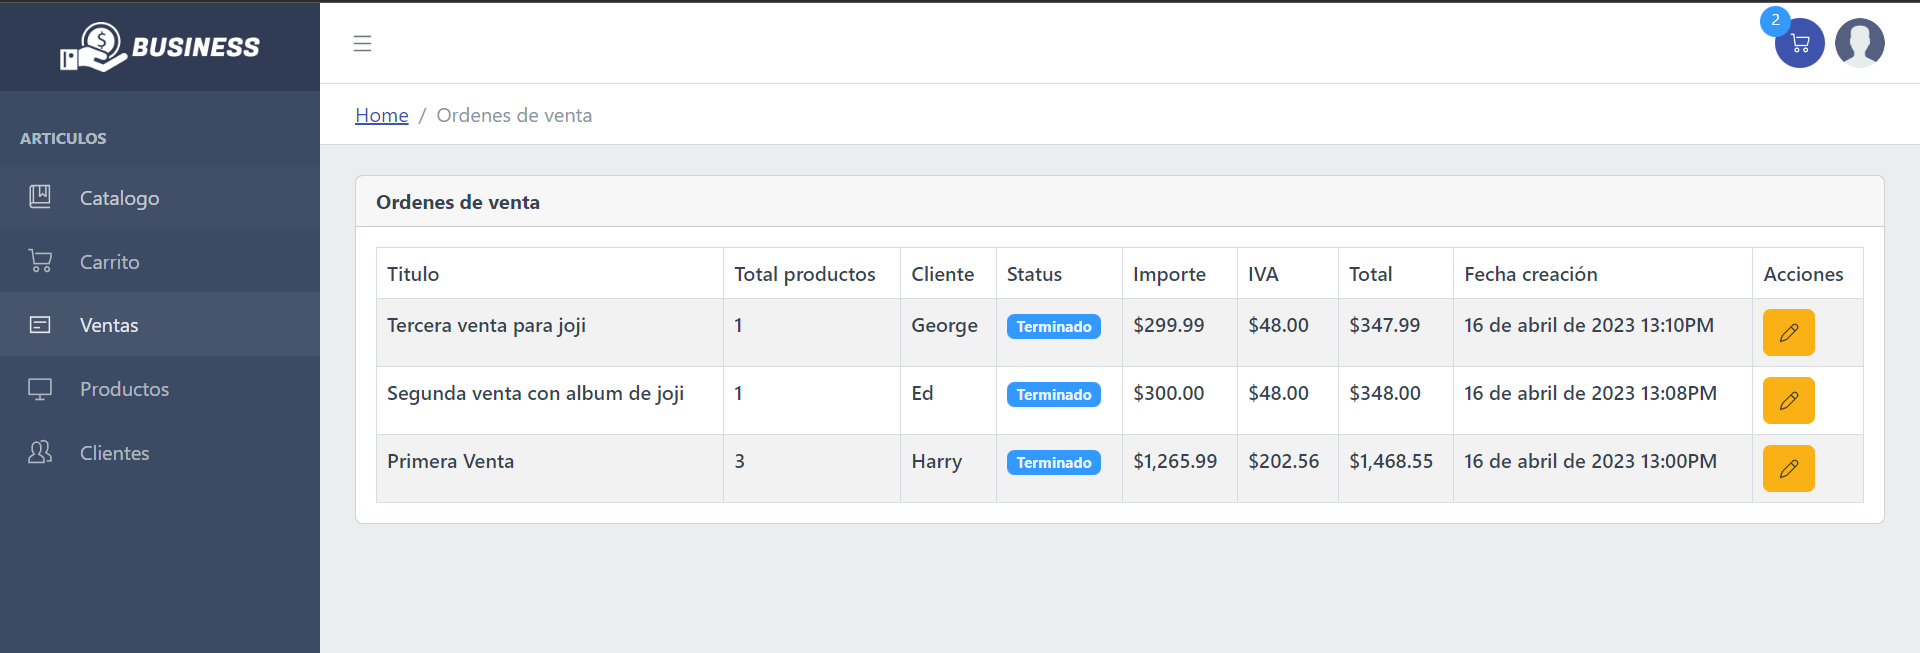 BUSINESS
2
Home / Ordenes de venta
ARTICULOS
Catalogo
Carrito
Ventas
Productos
Clientes
Ordenes de venta
Titulo Total productos Cliente Status Importe IVA Total Fecha creación Acciones
Tercera venta para joji 1 George Terminado $299.99 $48.00 $347.99 16 de abril de 2023 13:10PM
Segunda venta con album de joji 1 Ed Terminado $300.00 $48.00 $348.00 16 de abril de 2023 13:08PM
Primera Venta 3 Harry Terminado $1,265.99 $202.56 $1,468.55 16 de abril de 2023 13:00PM